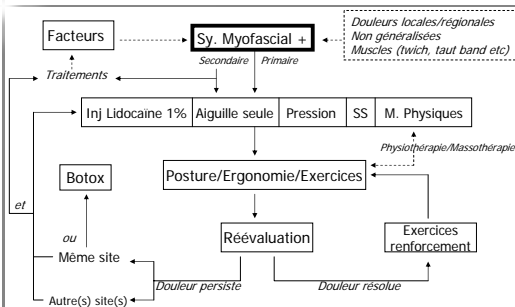 Facteurs
Sy. Myofascial +
Douleurs locales/régionales
Non généralisées
Muscles (twich, taut band etc)
Traitements
Secondaire
Primaire
Inj Lidocaïne 1%
Aiguille seule
Pression
SS
M. Physiques
Physiothérapie/Massothérapie
Posture/Ergonomie/Exercices
Botox
et
ou
Même site
Réévaluation
Exercices
renforcement
Autre(s) site(s)
Douleur persiste
Douleur résolue